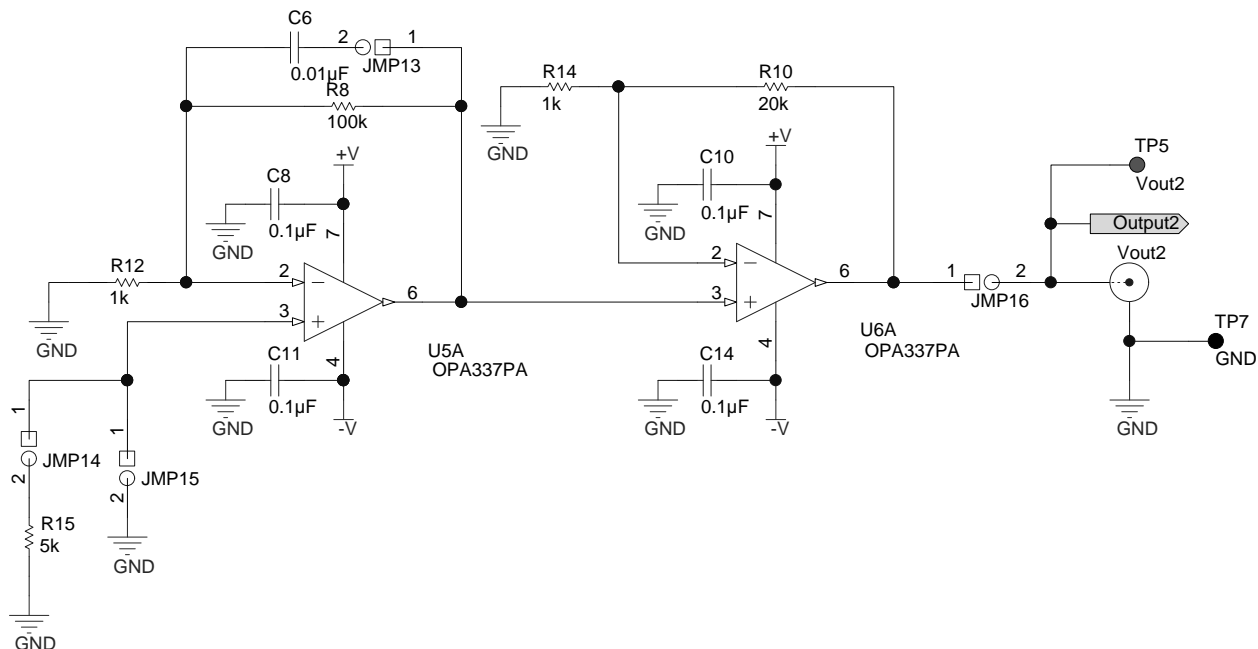 C6
2
1
0.01µF
JMP13
R8
100k
R14
1k
R10
20k
GND
+V
+V
TP5
Vout2
C8
0.1µF
GND
7
C10
0.1µF
GND
7
Output2
Vout2
R12
1k
GND
2
3
6
2
3
6
1
2
JMP16
TP7
GND
U5A
OPA337PA
U6A
OPA337PA
C11
0.1µF
GND
4
-V
C14
0.1µF
GND
4
-V
GND
1
JMP14
2
1
JMP15
2
R15
5k
GND
GND